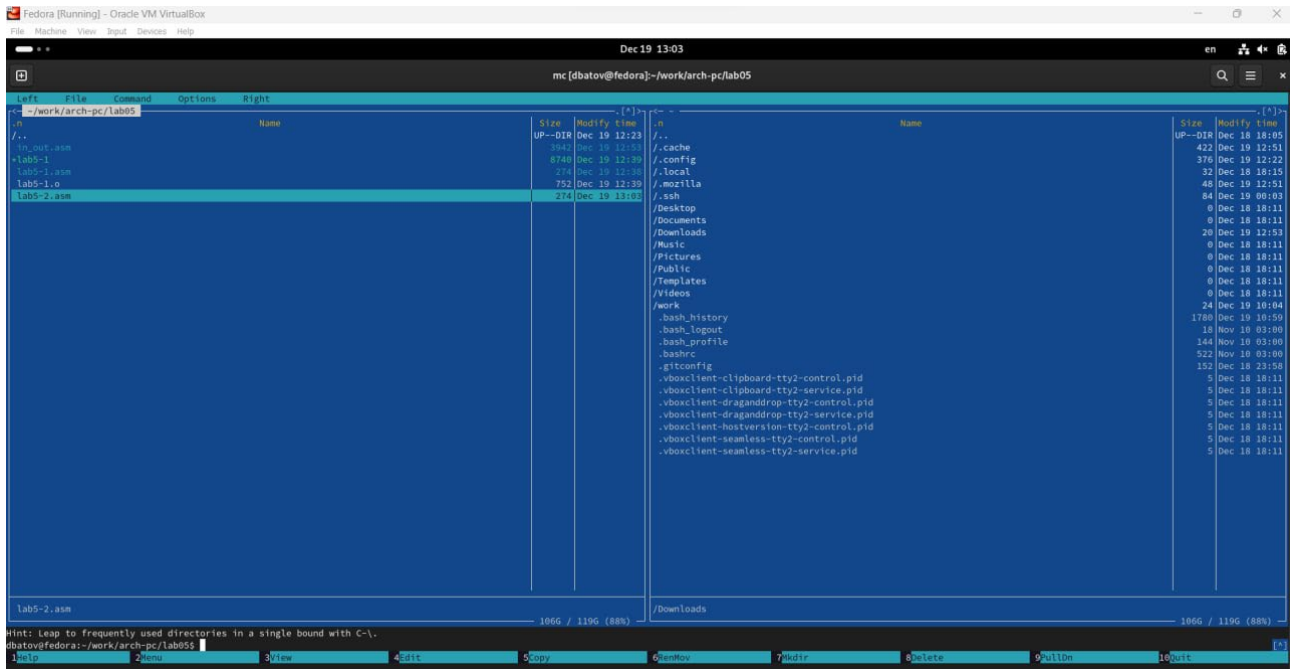 Fedora [Running] - Oracle VM VirtualBox
File Machine View Input Devices Help
Dec 19 13:03
en
mc [dbatov@fedora]:~/work/arch-pc/lab05
Left File Command Options Right
~/work/arch-pc/lab05
.n Name Size Modify time
/.. UP--DIR Dec 19 12:23
in_out.asm 3942 Dec 19 12:53
*lab5-1 8740 Dec 19 12:39
lab5-1.asm 274 Dec 19 12:38
lab5-1.o 752 Dec 19 12:39
lab5-2.asm 274 Dec 19 13:03
lab5-2.asm
106G / 119G (88%)
.n Name Size Modify time
/.. UP--DIR Dec 18 18:05
/.cache 422 Dec 19 12:51
/.config 376 Dec 19 12:22
/.local 32 Dec 18 18:15
/.mozilla 48 Dec 19 12:51
/.ssh 84 Dec 19 00:03
/Desktop 0 Dec 18 18:11
/Documents 0 Dec 18 18:11
/Downloads 20 Dec 19 12:53
/Music 0 Dec 18 18:11
/Pictures 0 Dec 18 18:11
/Public 0 Dec 18 18:11
/Templates 0 Dec 18 18:11
/Videos 0 Dec 18 18:11
/work 24 Dec 19 10:04
.bash_history 1780 Dec 19 10:59
.bash_logout 18 Nov 10 03:00
.bash_profile 144 Nov 10 03:00
.bashrc 522 Nov 10 03:00
.gitconfig 152 Dec 18 23:58
.vboxclient-clipboard-tty2-control.pid 5 Dec 18 18:11
.vboxclient-clipboard-tty2-service.pid 5 Dec 18 18:11
.vboxclient-draganddrop-tty2-control.pid 5 Dec 18 18:11
.vboxclient-draganddrop-tty2-service.pid 5 Dec 18 18:11
.vboxclient-hostversion-tty2-control.pid 5 Dec 18 18:11
.vboxclient-seamless-tty2-control.pid 5 Dec 18 18:11
.vboxclient-seamless-tty2-service.pid 5 Dec 18 18:11
/Downloads
106G / 119G (88%)
Hint: Leap to frequently used directories in a single bound with C-\.
dbatov@fedora:~/work/arch-pc/lab05$ [^]
1Help 2Menu 3View 4Edit 5Copy 6RenMov 7Mkdir 8Delete 9PullDn 10Quit